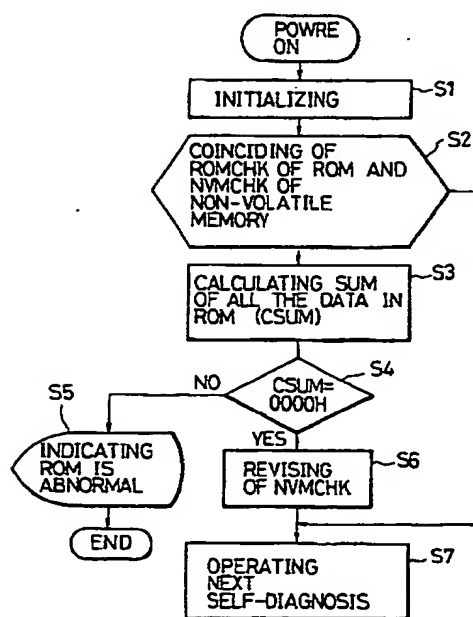 POWRE
ON
S1
INITIALIZING
S2
COINCIDING OF
ROMCHK OF ROM AND
NVMCHK OF
NON-VOLATILE
MEMORY
S3
CALCULATING SUM
OF ALL THE DATA IN
ROM (CSUM)
S4
CSUM=
0000H
NO
YES
S5
INDICATING
ROM IS
ABNORMAL
END
S6
REVISING
OF NVMCHK
S7
OPERATING
NEXT
SELF-DIAGNOSIS